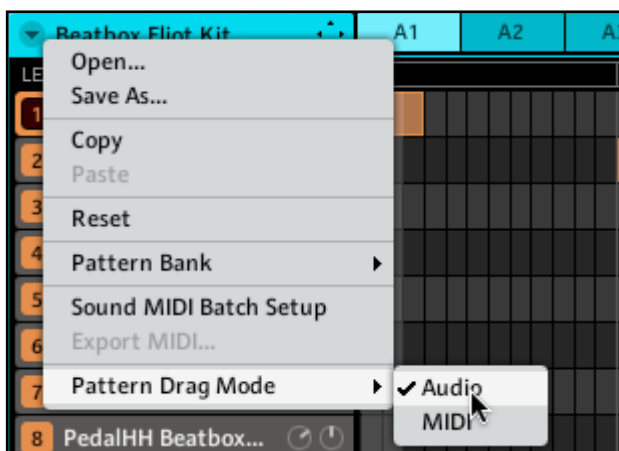 Beatbox Eliot Kit
A1
A2
LE
1
Open...
Save As...
2
Copy
Paste
3
Reset
4
Pattern Bank
5
Sound MIDI Batch Setup
6
Export MIDI...
7
Pattern Drag Mode
Audio
MIDI
8 PedalHH Beatbox...